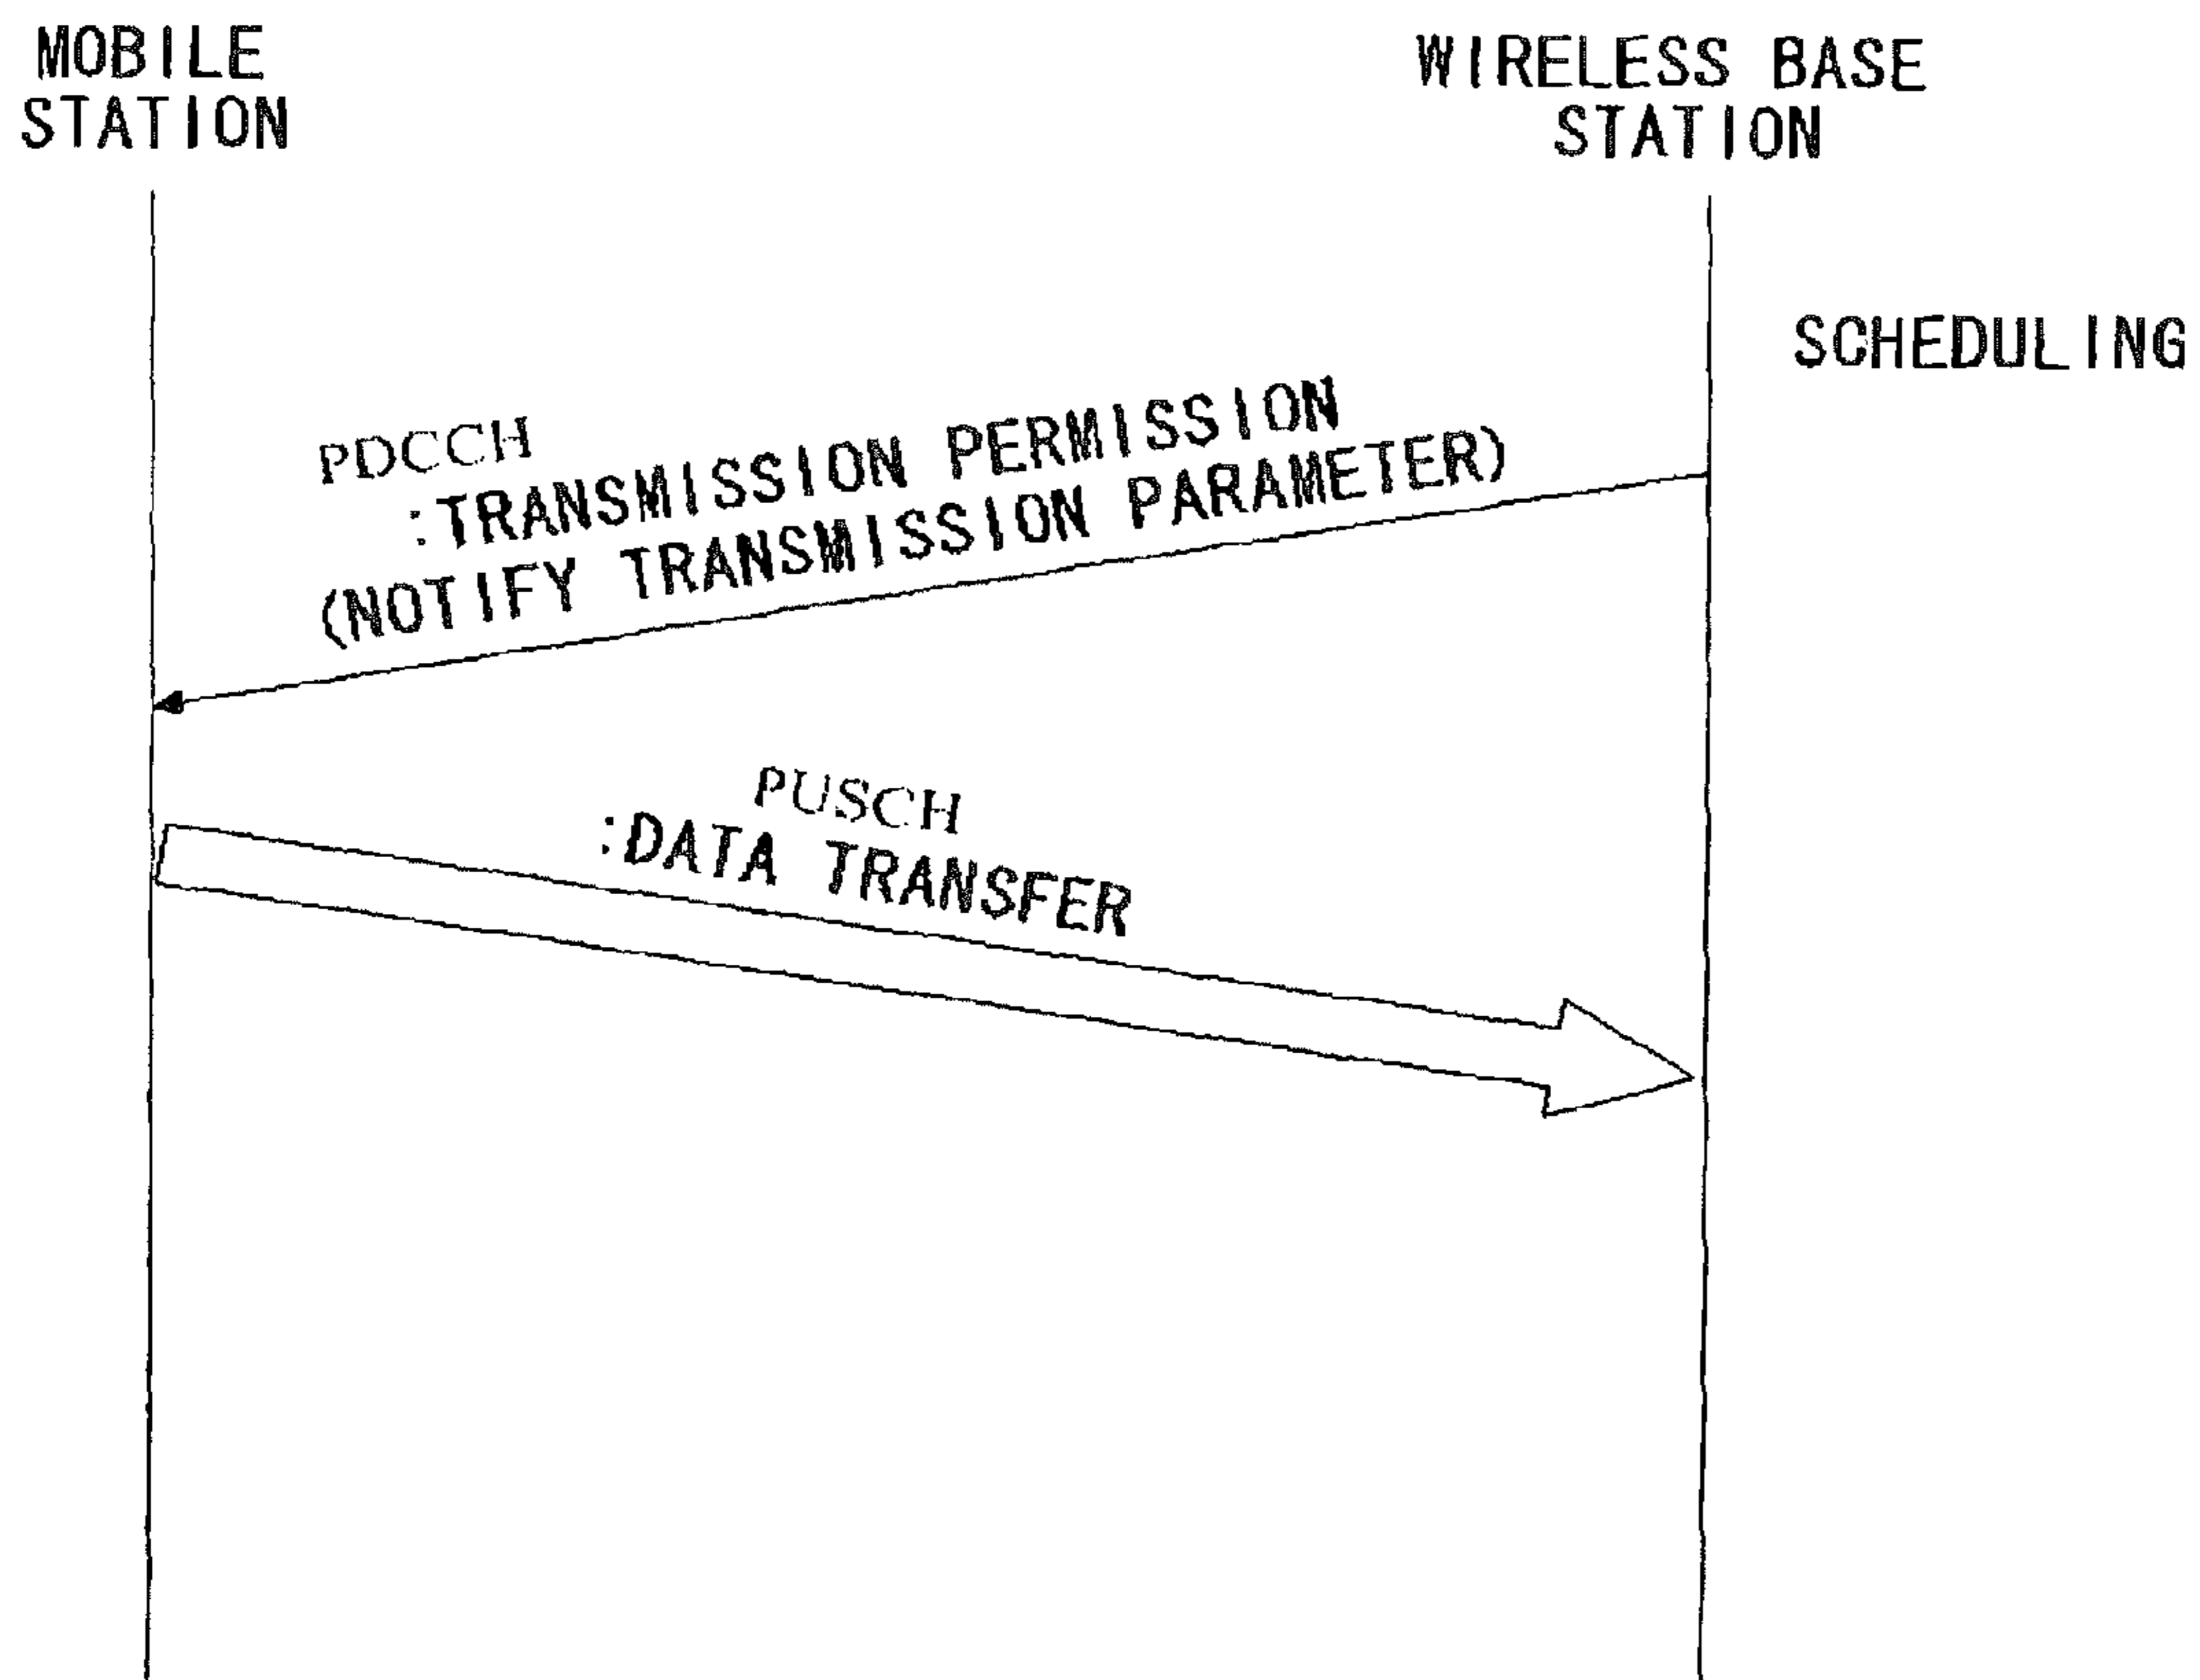 MOBILE
STATION
WIRELESS BASE
STATION
SCHEDULING
PDCCH
:TRANSMISSION PERMISSION
(NOTIFY TRANSMISSION PARAMETER)
PUSCH
:DATA TRANSFER